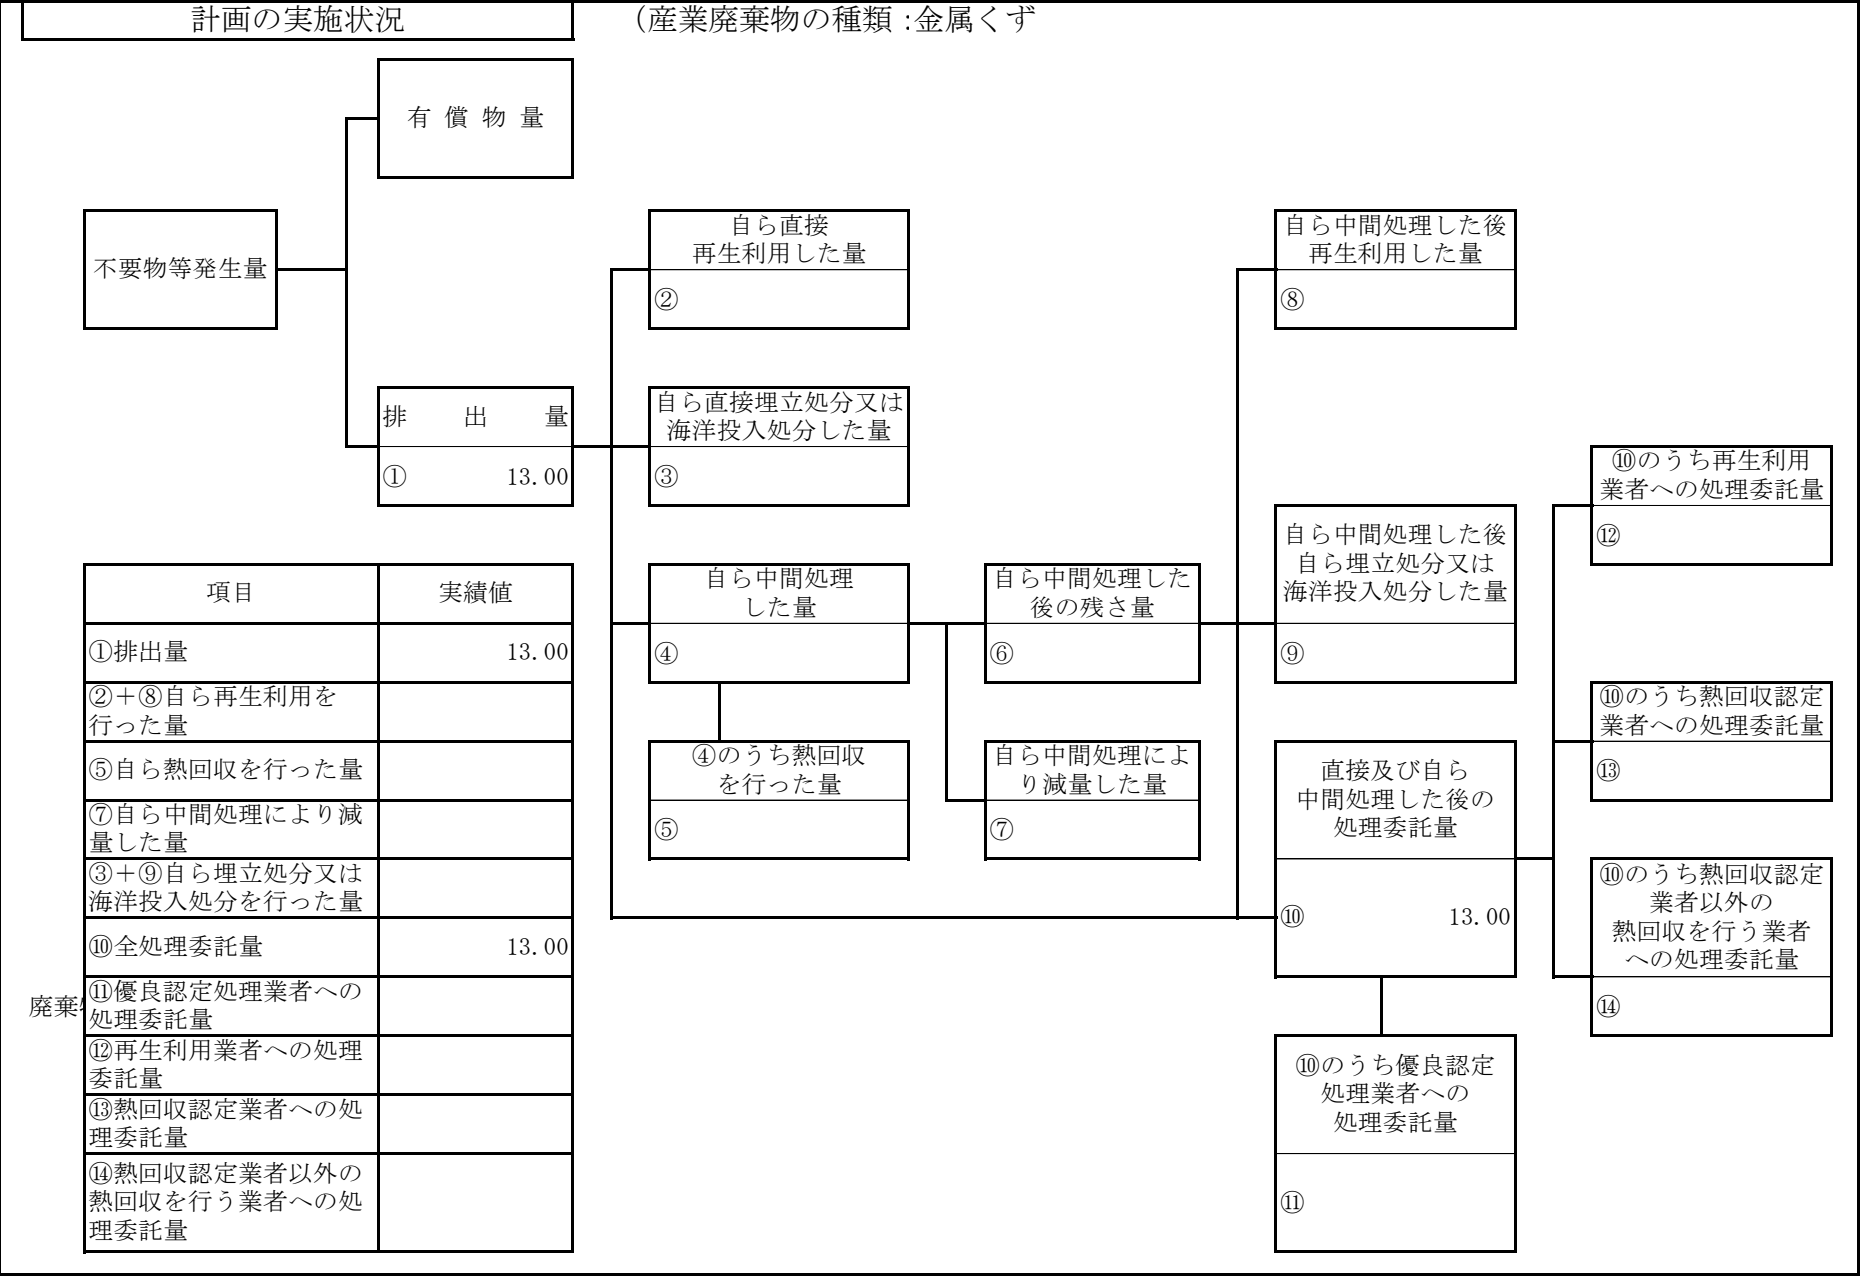 計画の実施状況
（産業廃棄物の種類:金属くず
有償物量
不要物等発生量
自ら直接
再生利用した量
②
自ら中間処理した後
再生利用した量
⑧
排出量
① 13.00
自ら直接埋立処分又は
海洋投入処分した量
③
⑩のうち再生利用
業者への処理委託量
⑫
自ら中間処理した後
自ら埋立処分又は
海洋投入処分した量
⑨
自ら中間処理
した量
④
自ら中間処理した
後の残さ量
⑥
④のうち熱回収
を行った量
⑤
自ら中間処理によ
り減量した量
⑦
⑩のうち熱回収認定
業者への処理委託量
⑬
直接及び自ら
中間処理した後の
処理委託量
⑩ 13.00
⑩のうち熱回収認定
業者以外の
熱回収を行う業者
への処理委託量
⑭
⑩のうち優良認定
処理業者への
処理委託量
⑪
項目 実績値
①排出量 13.00
②＋⑧自ら再生利用を
行った量
⑤自ら熱回収を行った量
⑦自ら中間処理により減
量した量
③＋⑨自ら埋立処分又は
海洋投入処分を行った量
⑩全処理委託量 13.00
廃棄
⑪優良認定処理業者への
処理委託量
⑫再生利用業者への処理
委託量
⑬熱回収認定業者への処
理委託量
⑭熱回収認定業者以外の
熱回収を行う業者への処
理委託量